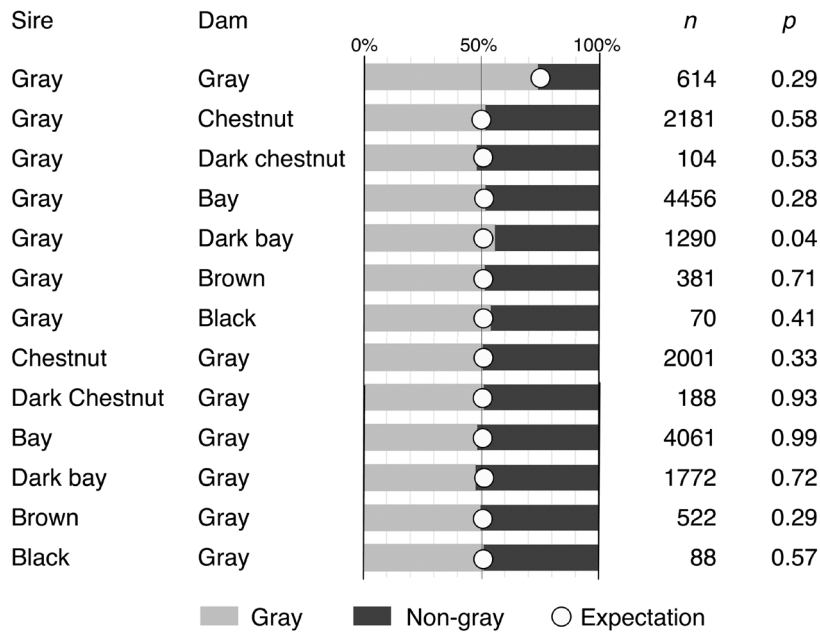 Sire Dam n p
0% 50% 100%
Gray Gray 614 0.29
Gray Chestnut 2181 0.58
Gray Dark chestnut 104 0.53
Gray Bay 4456 0.28
Gray Dark bay 1290 0.04
Gray Brown 381 0.71
Gray Black 70 0.41
Chestnut Gray 2001 0.33
Dark Chestnut Gray 188 0.93
Bay Gray 4061 0.99
Dark bay Gray 1772 0.72
Brown Gray 522 0.29
Black Gray 88 0.57
Gray Non-gray Expectation